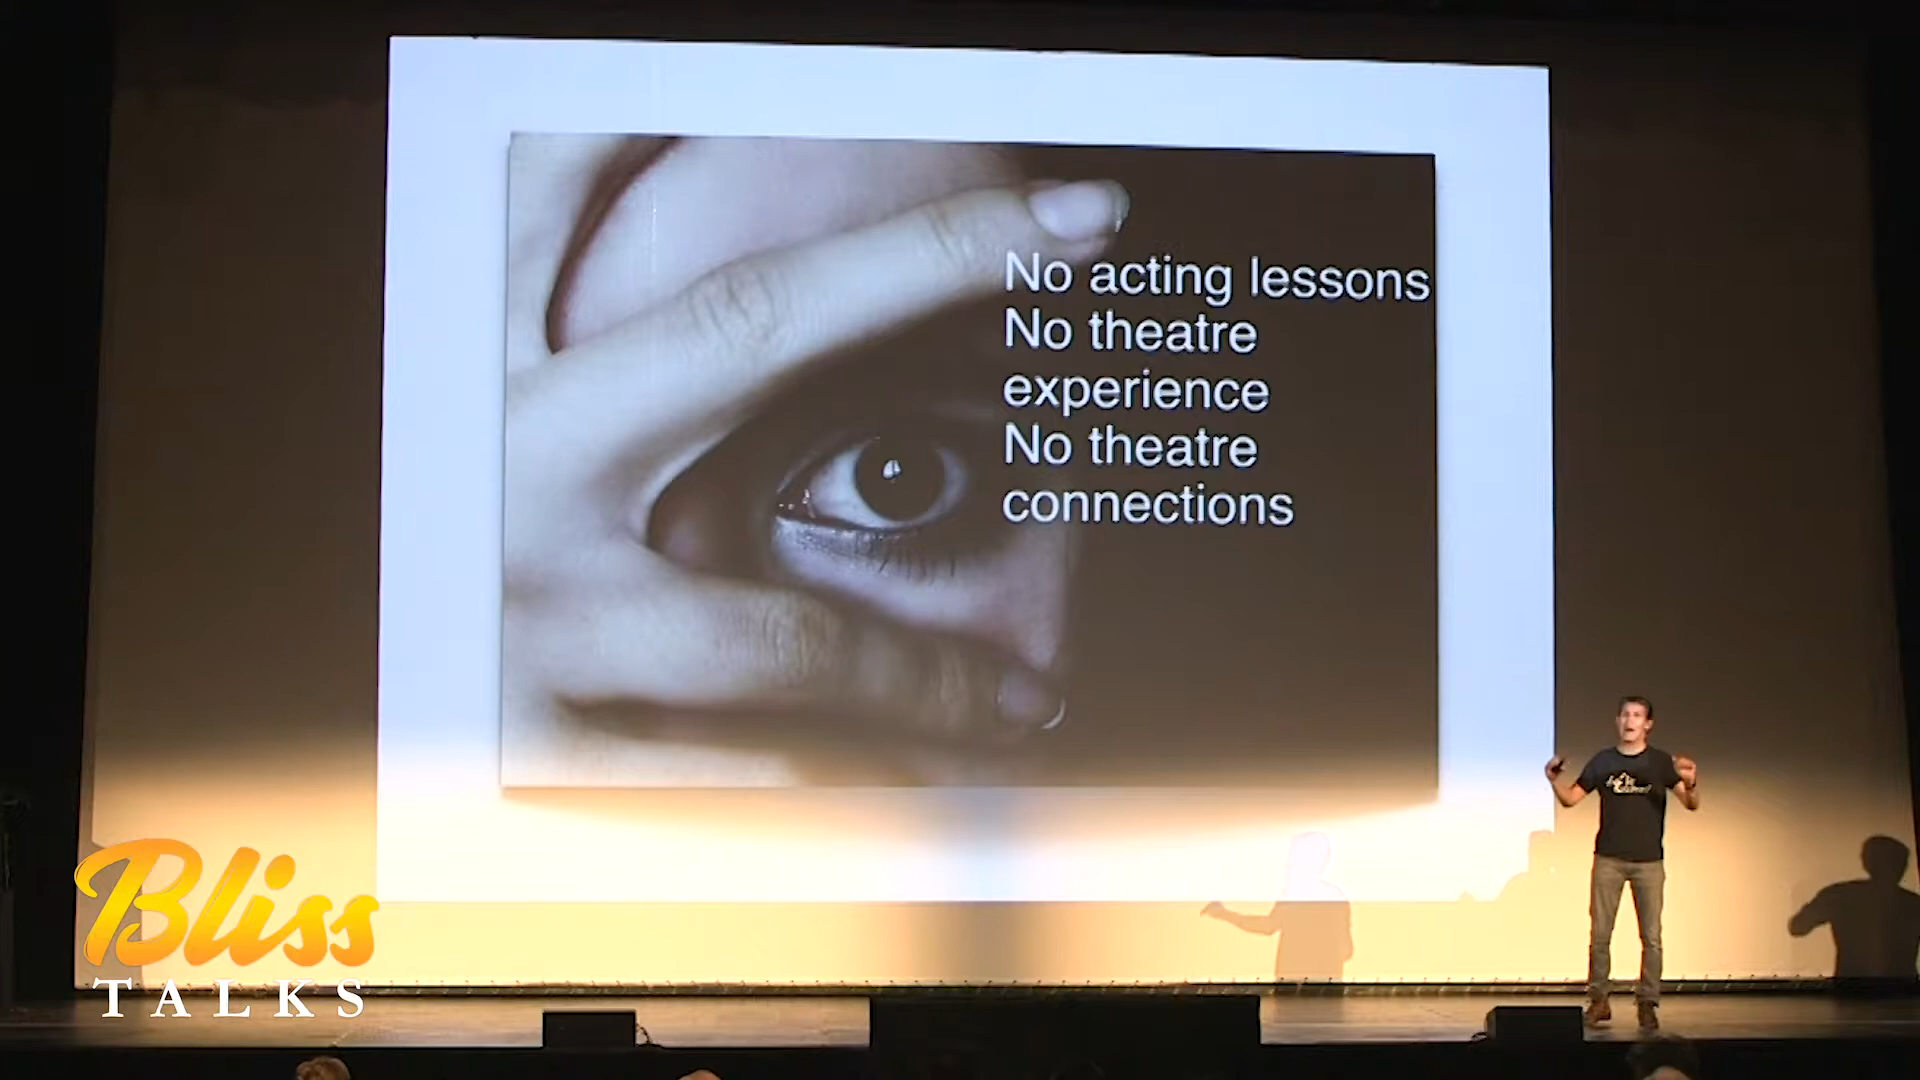 No acting lessons
No theatre
experience
No theatre
connections
Bliss
TALKS